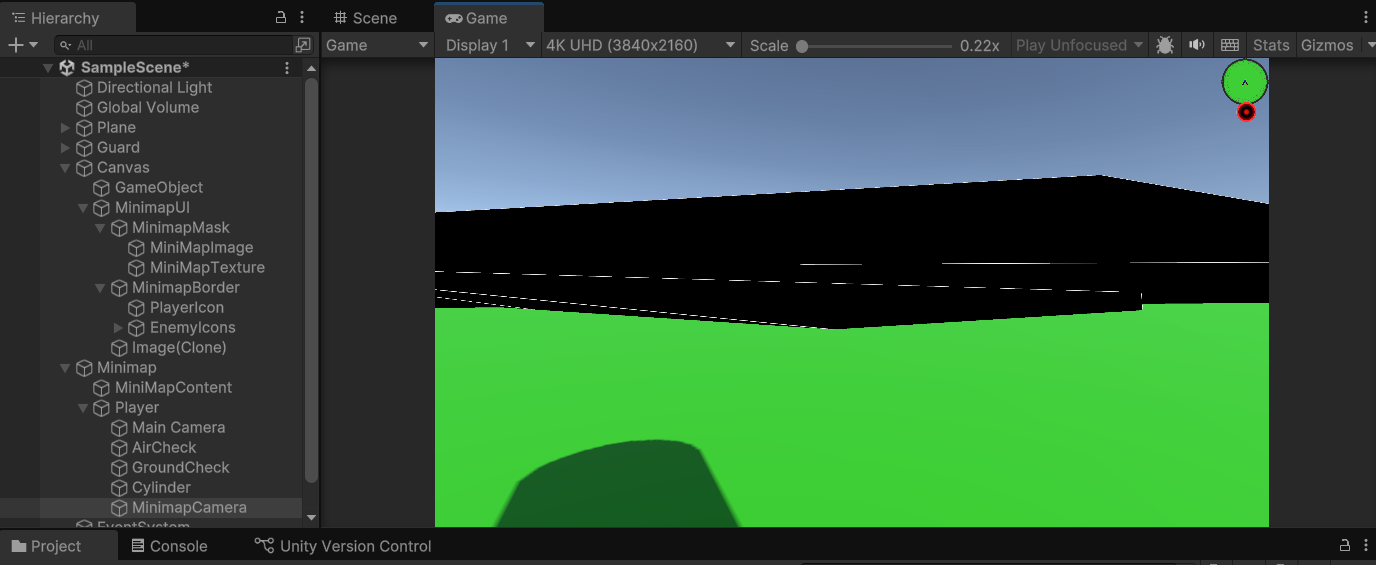 Hierarchy
All
Scene
Game
Game
Display 1
4K UHD (3840x2160)
Scale
0.22x
Play Unfocused
Stats
Gizmos
SampleScene*
Directional Light
Global Volume
Plane
Guard
Canvas
GameObject
MinimapUI
MinimapMask
MiniMapImage
MiniMapTexture
MinimapBorder
PlayerIcon
EnemyIcons
Image(Clone)
Minimap
MiniMapContent
Player
Main Camera
AirCheck
GroundCheck
Cylinder
MinimapCamera
EventSystem
Project
Console
Unity Version Control